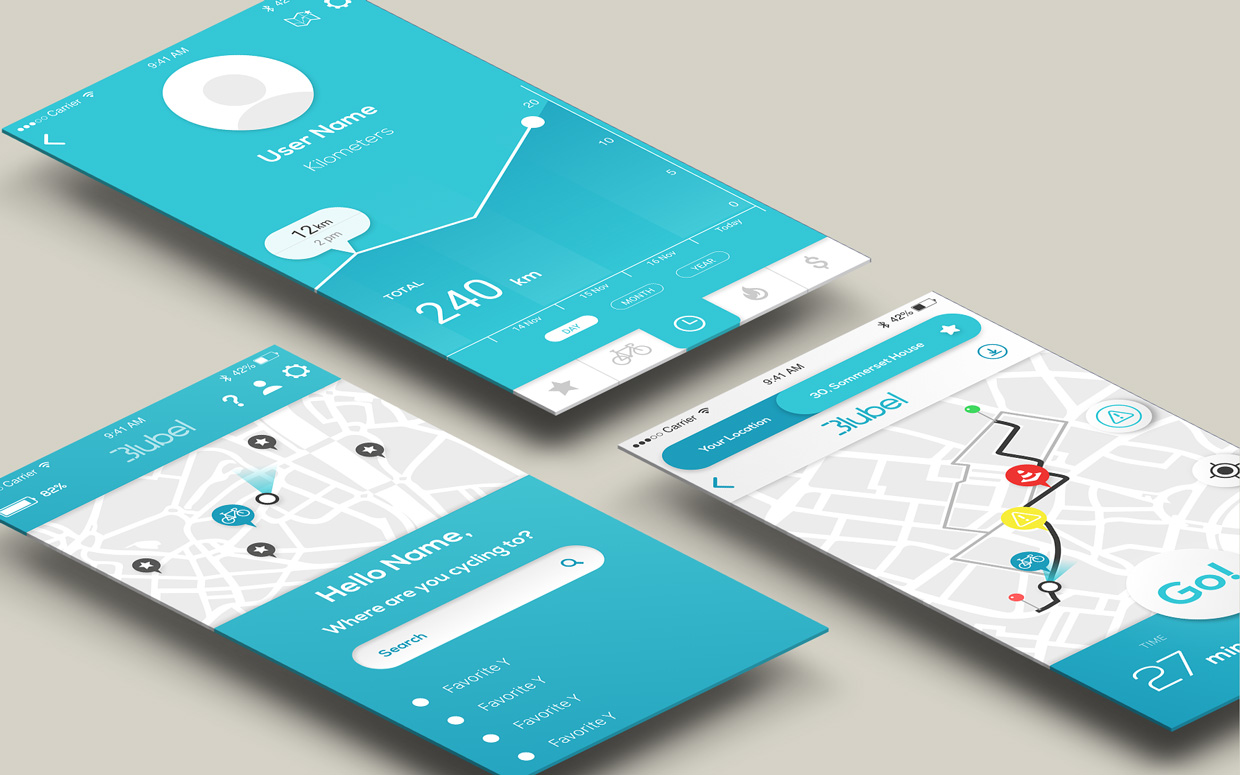 Carrier
9:41 AM
42
User Name
Kilometers
12 km
2 pm
TOTAL
240 km
20
10
5
0
14 Nov
15 Nov
16 Nov
Today
DAY
MONTH
YEAR
$
Carrier
9:41 AM
42%
82%
Blubel
?
Hello Name,
Where are you cycling to?
Search
Favorite Y
Favorite Y
Favorite Y
Favorite Y
Carrier
9:41 AM
42%
Your Location
30, Sommerset House
Blubel
Go!
TIME
27 min